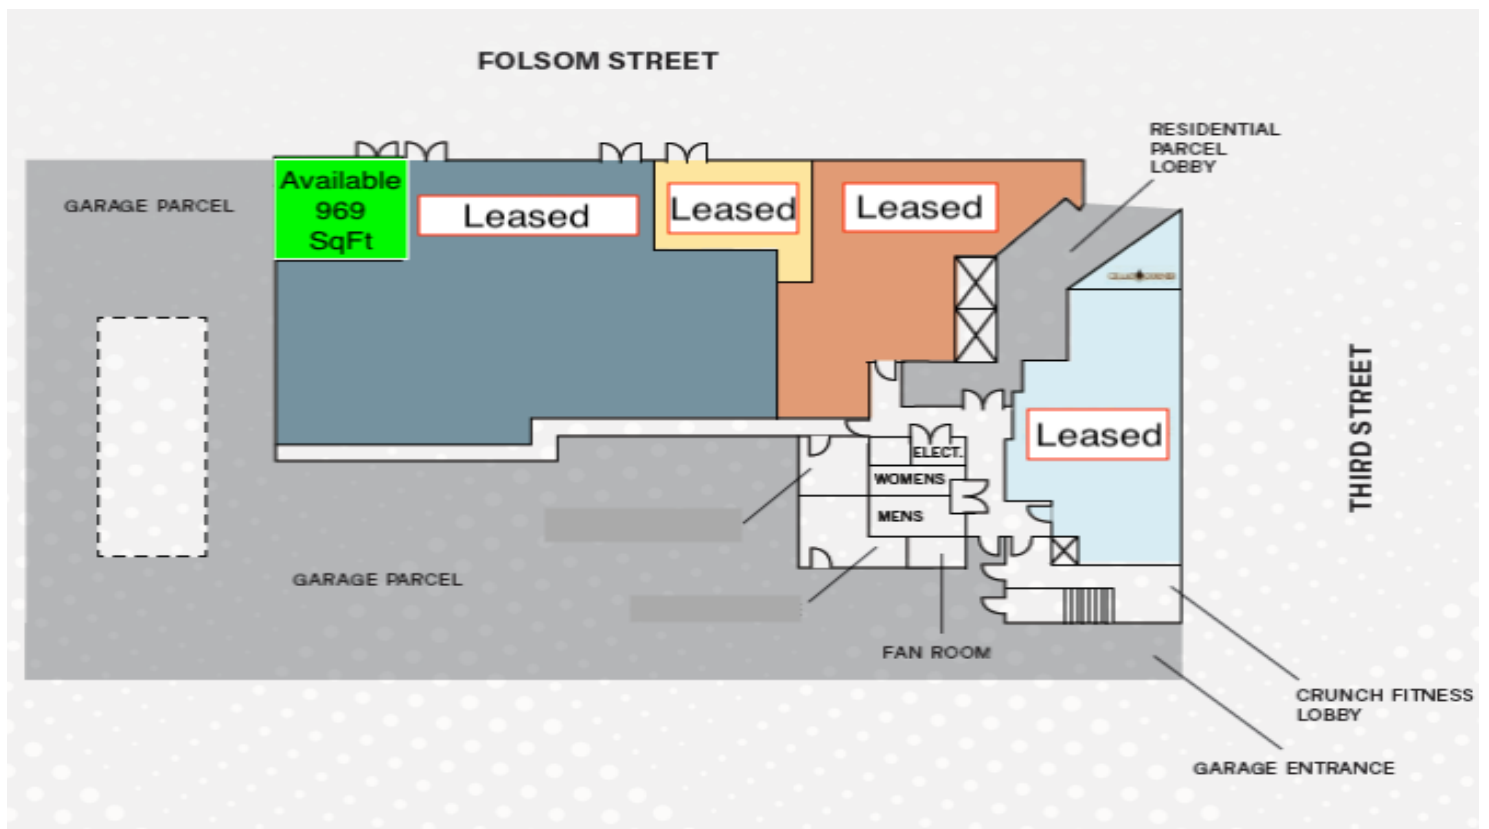 FOLSOM STREET
RESIDENTIAL
PARCEL
LOBBY
GARAGE PARCEL
Available
969
SqFt
Leased
Leased
Leased
Leased
THIRD STREET
ELECT.
WOMENS
MENS
GARAGE PARCEL
FAN ROOM
CRUNCH FITNESS
LOBBY
GARAGE ENTRANCE